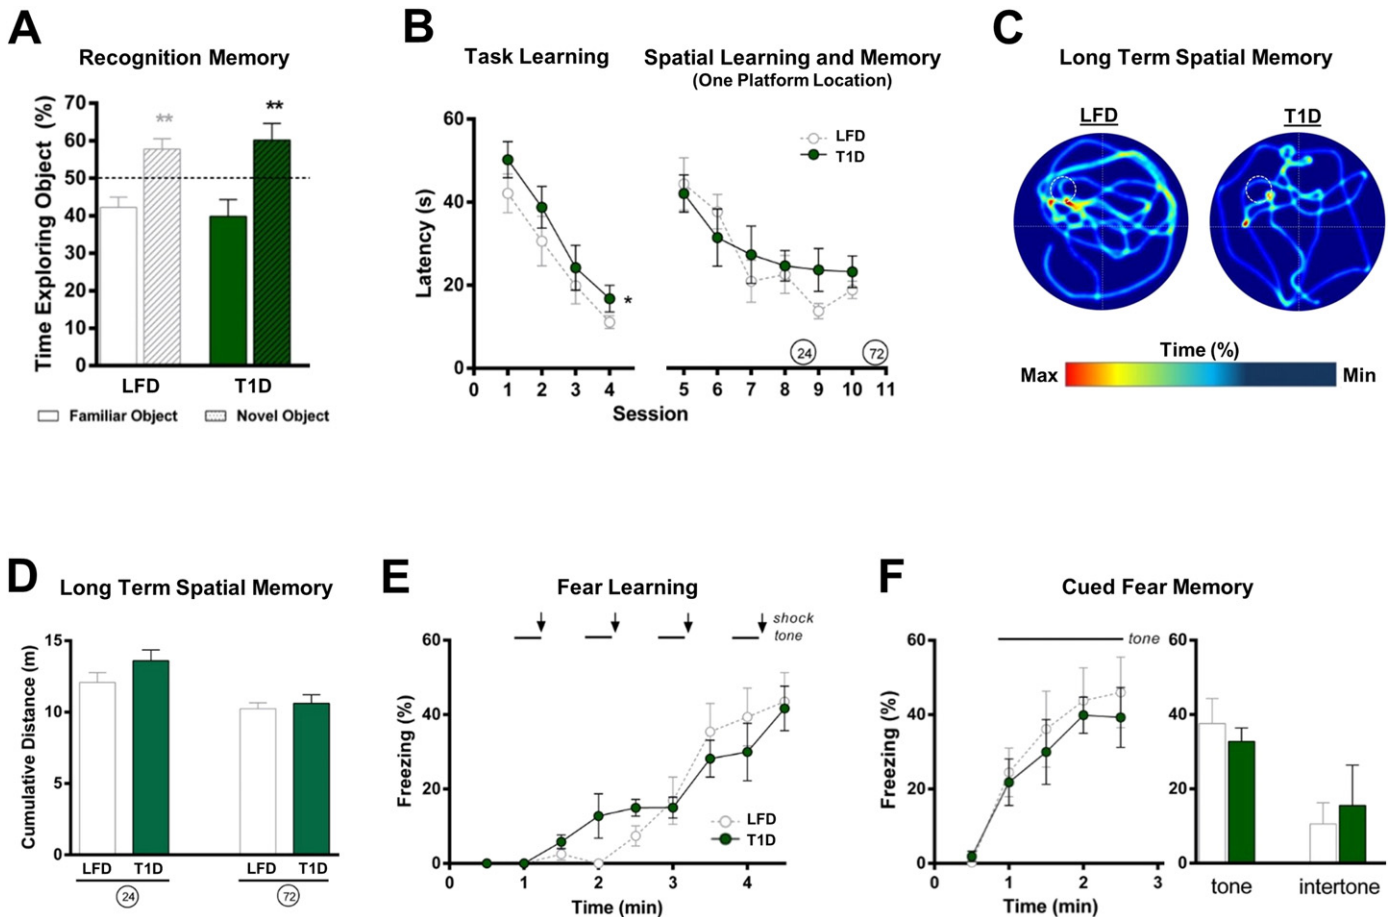 A
Recognition Memory
Time Exploring Object (%)
70
60
50
40
30
20
10
0
**
**
LFD
T1D
Familiar Object
Novel Object
B
Task Learning
Spatial Learning and Memory
(One Platform Location)
Latency (s)
60
40
20
0
LFD
T1D
*
24
72
0 1 2 3 4
5 6 7 8 9 10 11
Session
C
Long Term Spatial Memory
LFD
T1D
Time (%)
Max
Min
D
Long Term Spatial Memory
Cumulative Distance (m)
15
10
5
0
LFD T1D
LFD T1D
24
72
E
Fear Learning
shock
tone
Freezing (%)
60
40
20
0
LFD
T1D
0 1 2 3 4
Time (min)
F
Cued Fear Memory
tone
Freezing (%)
60
40
20
0
0 1 2 3
Time (min)
60
40
20
0
tone
intertone